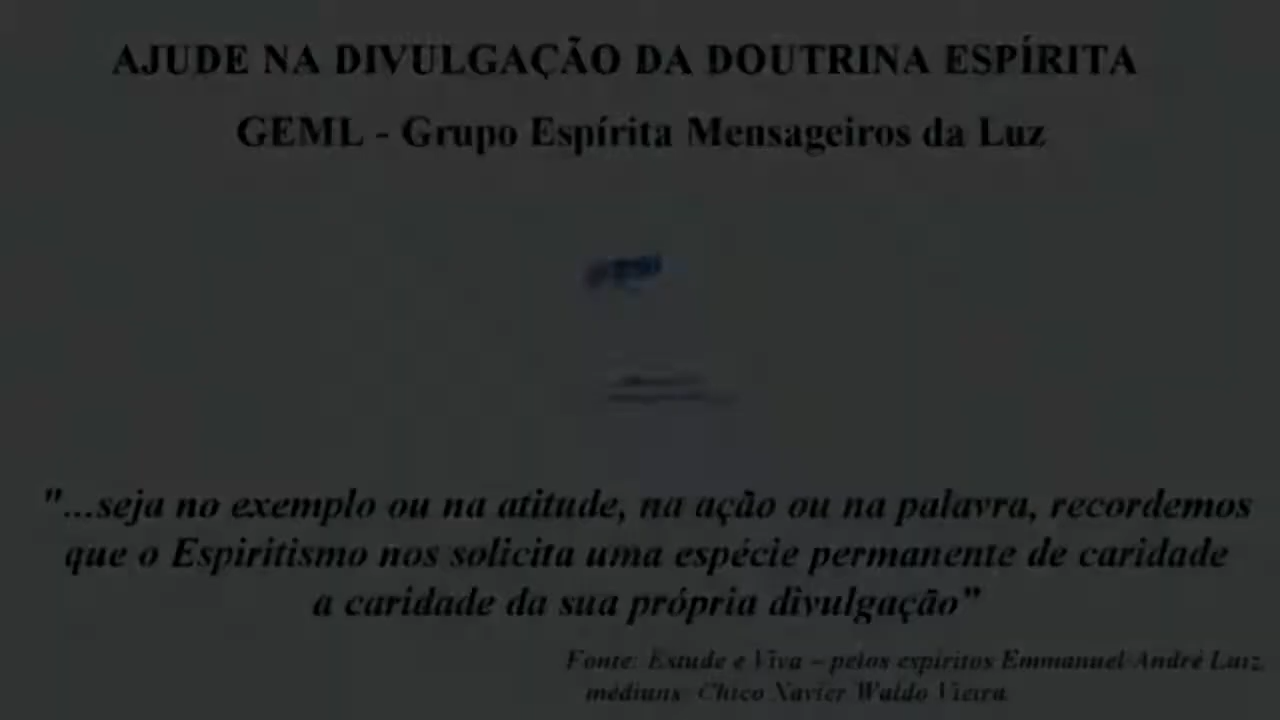 AJUDE NA DIVULGAÇÃO DA DOUTRINA ESPÍRITA
GEML - Grupo Espírita Mensageiros da Luz
"...seja no exemplo ou na atitude, na ação ou na palavra, recordemos
que o Espiritismo nos solicita uma espécie permanente de caridade
a caridade da sua própria divulgação"
Fonte: Estude e Viva – pelos espíritos Emmanuel André Luiz,
médiuns: Chico Xavier Waldo Vieira